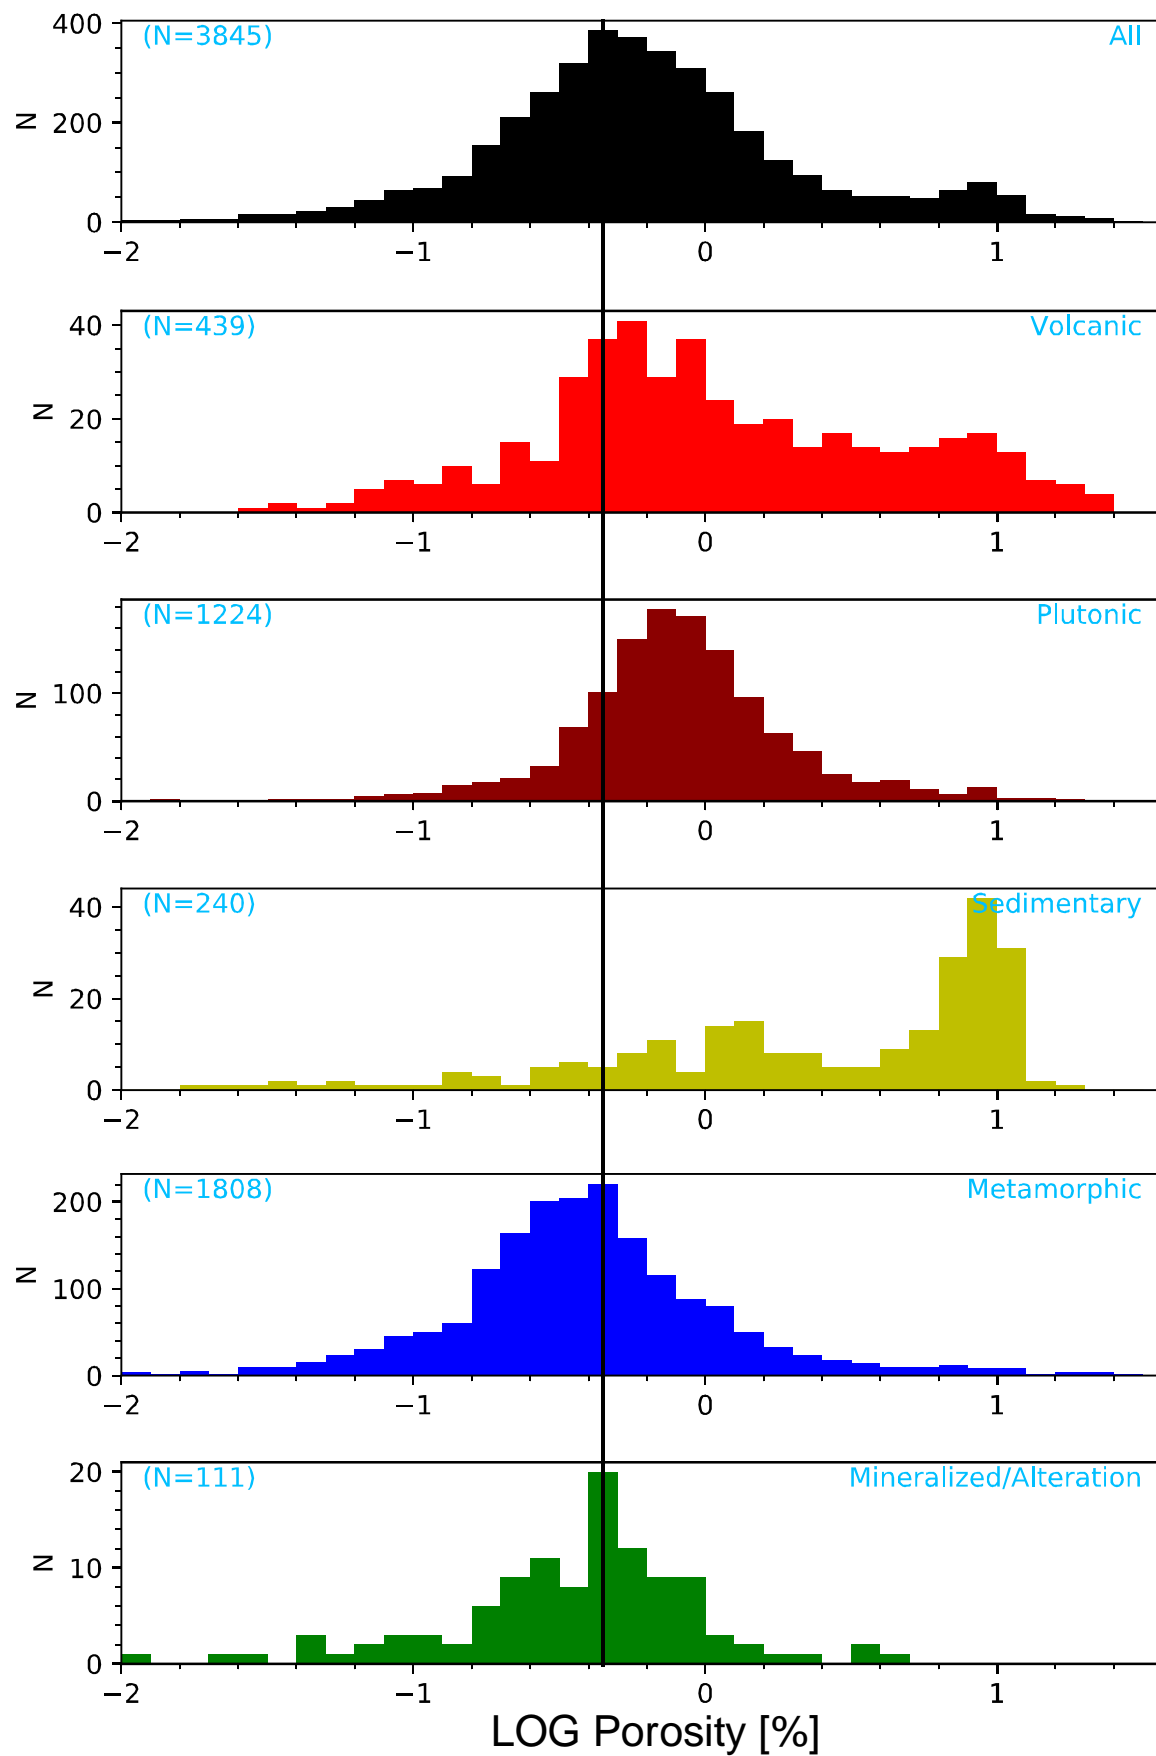 (N=3845) All
N
400
200
0
−2 −1 0 1
(N=439) Volcanic
N
40
20
0
−2 −1 0 1
(N=1224) Plutonic
N
100
0
−2 −1 0 1
(N=240) Sedimentary
N
40
20
0
−2 −1 0 1
(N=1808) Metamorphic
N
200
100
0
−2 −1 0 1
(N=111) Mineralized/Alteration
N
20
10
0
−2 −1 0 1
LOG Porosity [%]